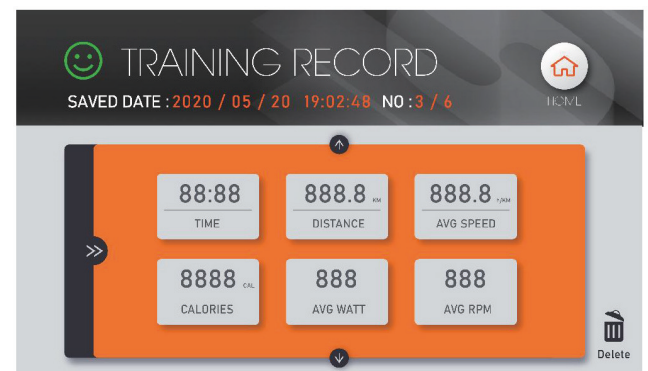 TRAINING RECORD
SAVED DATE : 2020 / 05 / 20 19:02:48 NO : 3 / 6
HOME
88:88
TIME
888.8 KM
DISTANCE
888.8
AVG SPEED
8888 CAL
CALORIES
888
AVG WATT
888
AVG RPM
Delete